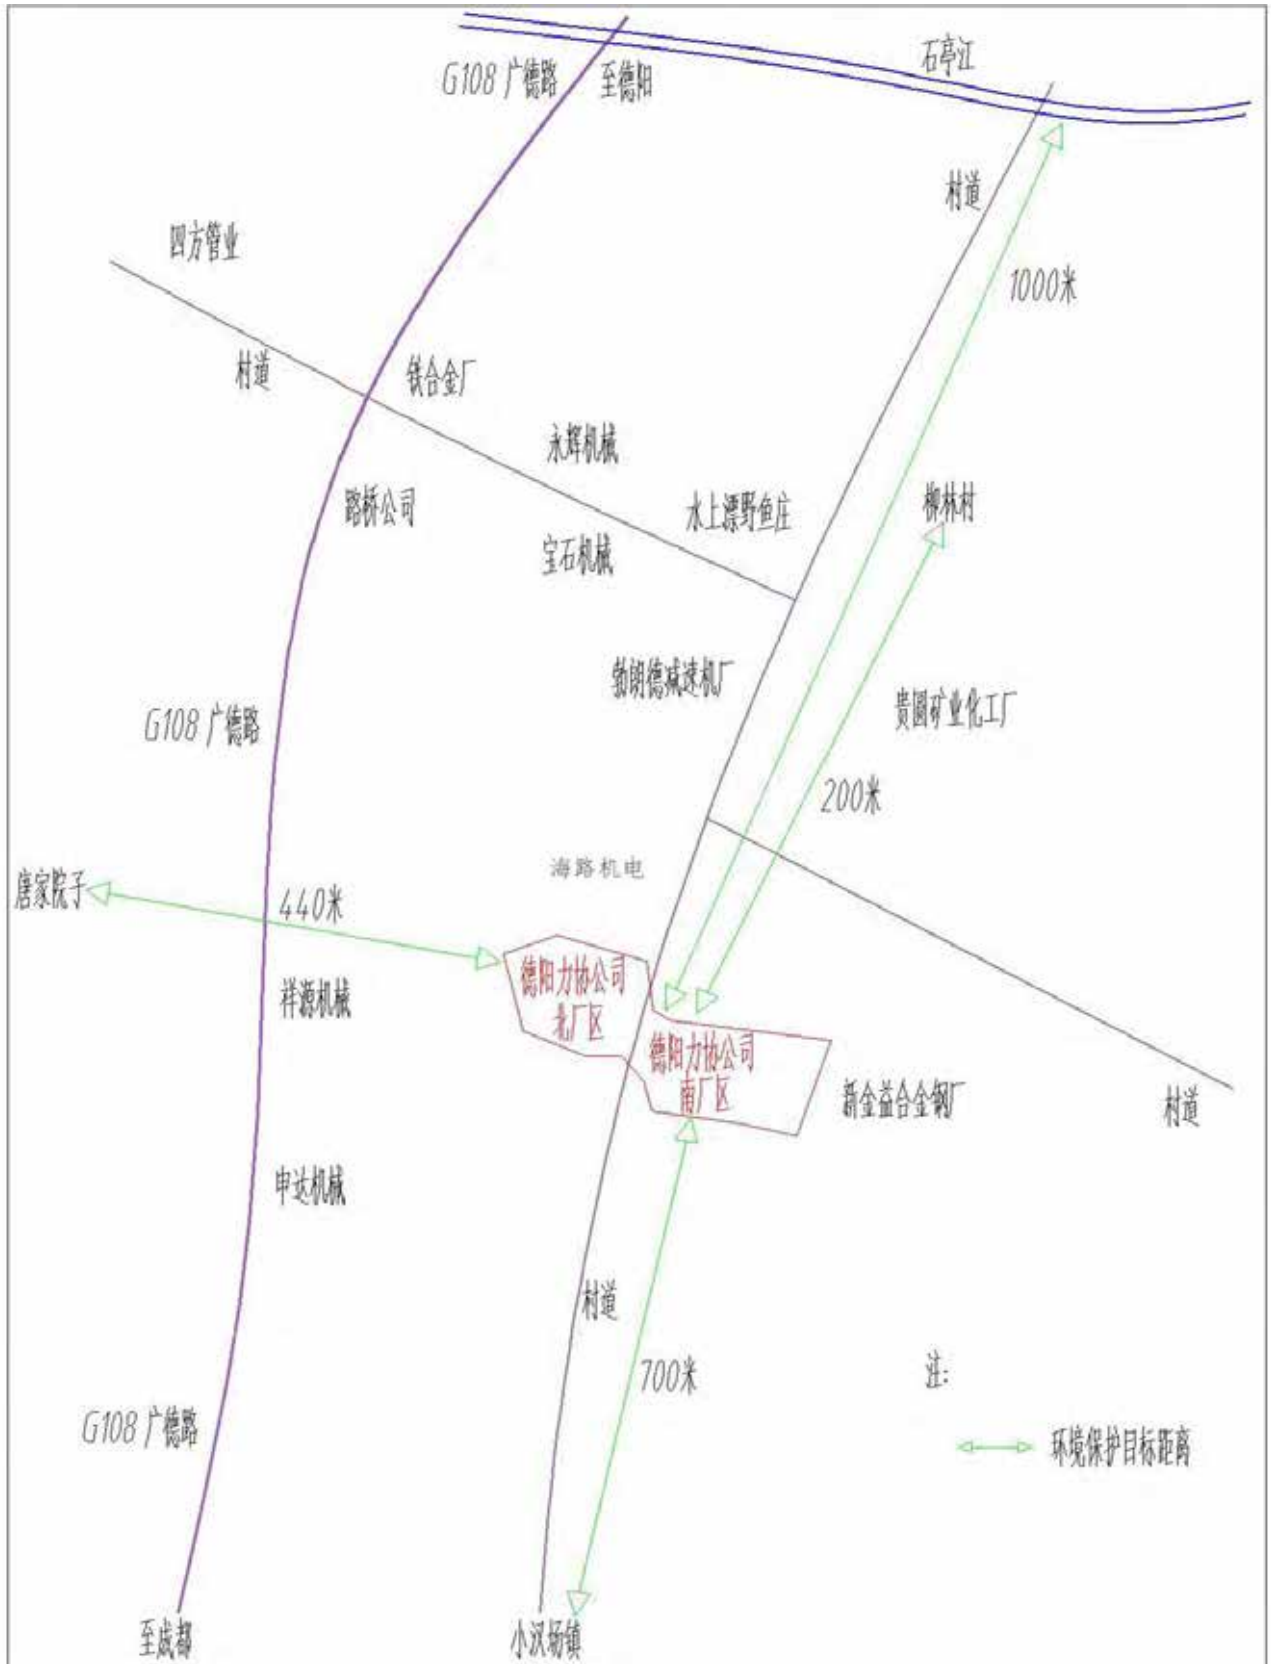 石亭江
G108 广德路
至德阳
村道
四方管业
1000米
村道
铁合金厂
永辉机械
路桥公司
水上漂野鱼庄
柳林村
宝石机械
勃朗德减速机厂
贵圆矿业化工厂
G108 广德路
200米
海路机电
唐家院子
440米
德阳力协公司
北厂区
祥源机械
德阳力协公司
南厂区
新金益合金钢厂
村道
申达机械
村道
700米
注:
G108 广德路
环境保护目标距离
至成都
小汉场镇